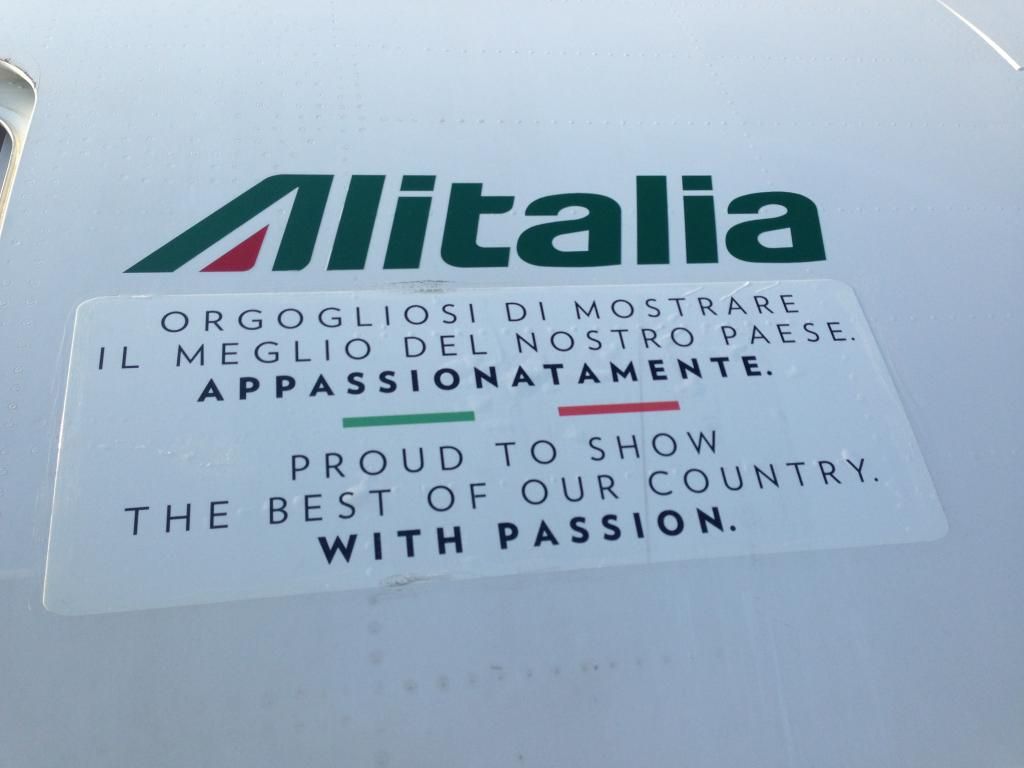 Alitalia
ORGOGLIOSI DI MOSTRARE
IL MEGLIO DEL NOSTRO PAESE.
APPASSIONATAMENTE.
PROUD TO SHOW
THE BEST OF OUR COUNTRY.
WITH PASSION.